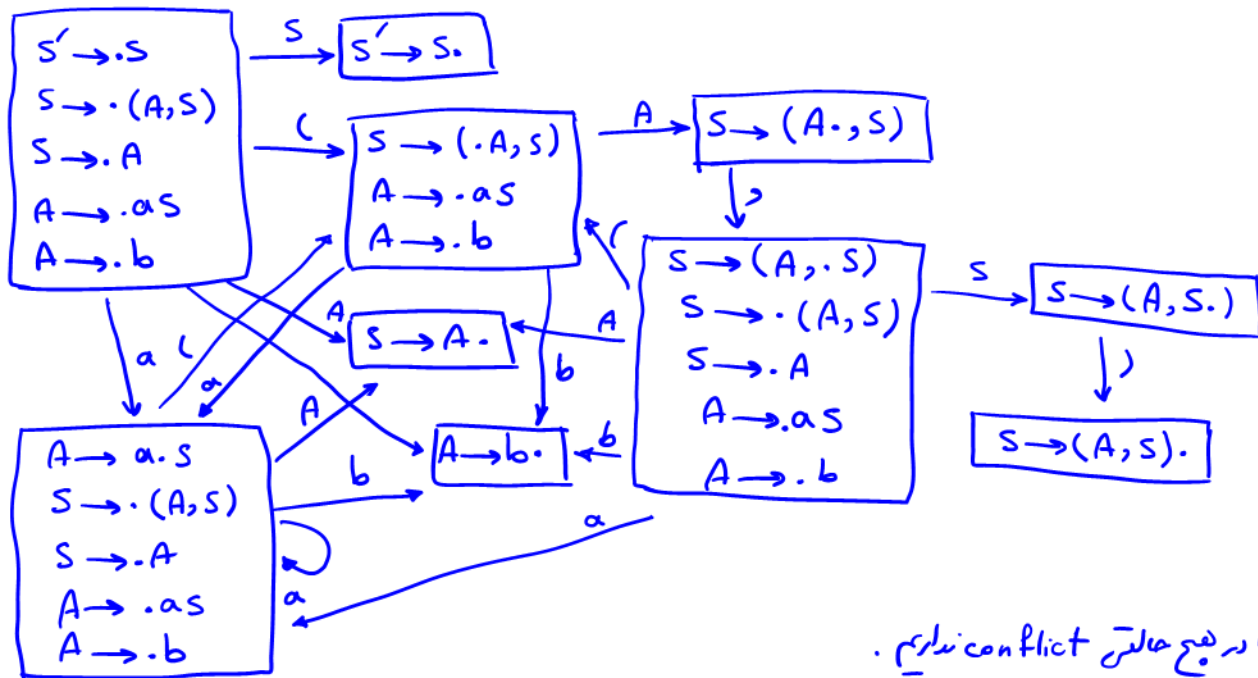 S′ → .S
S → .(A,S)
S → .A
A → .aS
A → .b
S
S′ → S.
(
S → (.A,S)
A → .aS
A → .b
A
S → (A.,S)
,
S → (A,.S)
S → .(A,S)
S → .A
A → .aS
A → .b
S
S → (A,S.)
)
S → (A,S).
a
(
a
A
S → A.
A
b
A
b
A → b.
b
A → a.S
S → .(A,S)
S → .A
A → .aS
A → .b
a
a
در هیچ حالتی conflict نداریم.